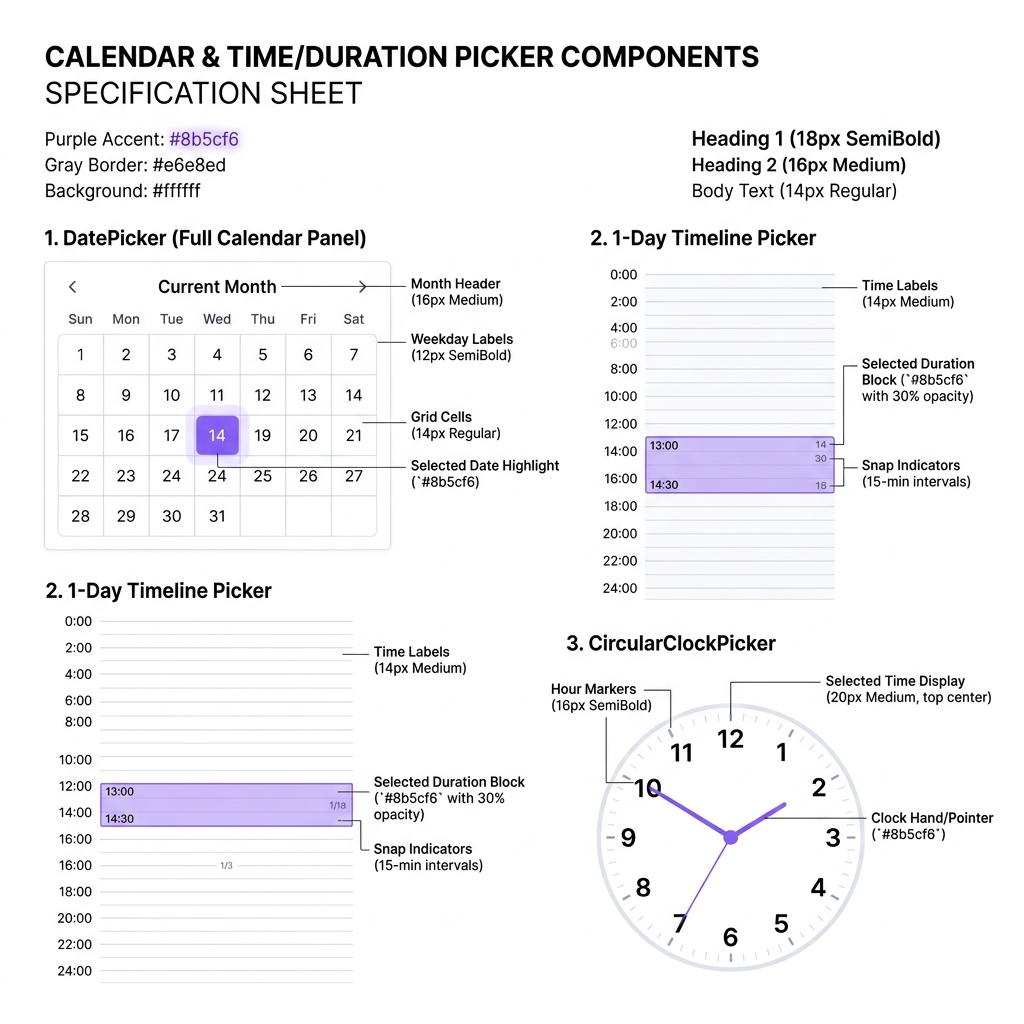 CALENDAR & TIME/DURATION PICKER COMPONENTS
SPECIFICATION SHEET
Purple Accent: #8b5cf6
Gray Border: #e6e8ed
Background: #ffffff
Heading 1 (18px SemiBold)
Heading 2 (16px Medium)
Body Text (14px Regular)
1. DatePicker (Full Calendar Panel)
Current Month
Sun Mon Tue Wed Thu Fri Sat
1 2 3 4 5 6 7
8 9 10 11 12 13 14
15 16 17 14 19 20 21
22 23 24 24 25 26 27
28 29 30 31
Month Header
(16px Medium)
Weekday Labels
(12px SemiBold)
Grid Cells
(14px Regular)
Selected Date Highlight
(`#8b5cf6)
2. 1-Day Timeline Picker
0:00
2:00
4:00
6:00
8:00
10:00
12:00
14:00
16:00
18:00
20:00
22:00
24:00
13:00
14:30
14
30
18
Time Labels
(14px Medium)
Selected Duration
Block (`#8b5cf6`
with 30% opacity)
Snap Indicators
(15-min intervals)
2. 1-Day Timeline Picker
0:00
2:00
4:00
6:00
8:00
10:00
12:00
14:00
16:00
16:00
18:00
20:00
22:00
24:00
13:00
14:30
1/3
Time Labels
(14px Medium)
Selected Duration Block
(`#8b5cf6` with 30%
opacity)
Snap Indicators
(15-min intervals)
3. CircularClockPicker
Hour Markers
(16px SemiBold)
Selected Time Display
(20px Medium, top center)
Clock Hand/Pointer
(`#8b5cf6`)
12
1
2
3
4
5
6
7
8
9
10
11